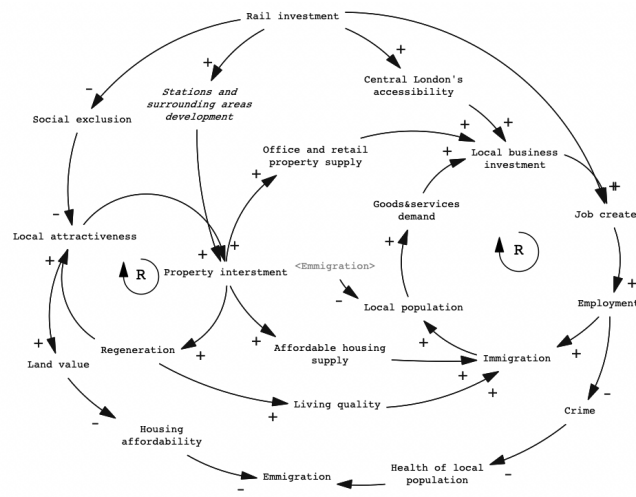 Rail investment
Central London's
accessibility
Stations and
surrounding areas
development
Social exclusion
Office and retail
property supply
Local business
investment
Goods&services
demand
Job create
Local attractiveness
R
R
Property interstment
<Emmigration>
Local population
Employment
Regeneration
Affordable housing
supply
Immigration
Land value
Living quality
Crime
Housing
affordability
Emmigration
Health of local
population